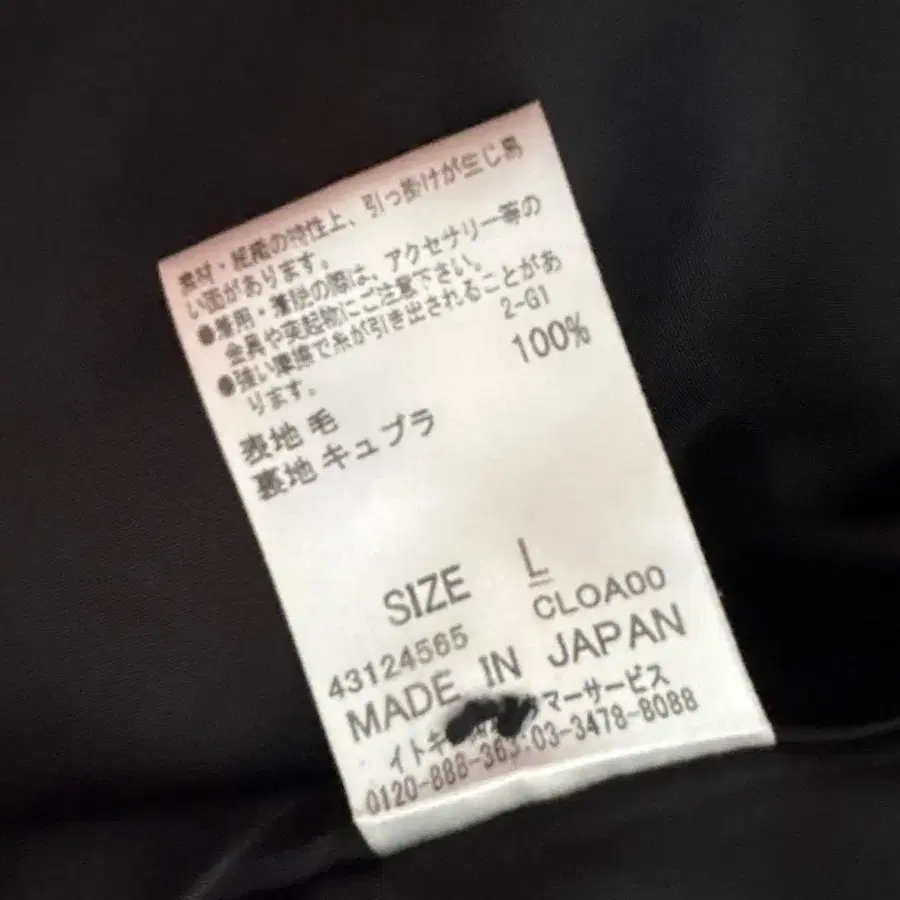 素材・組織の特性上、引っ掛けが生じ易
い面があります。
●着用・着脱の際は、アクセサリー等の
金具や突起物にご注意下さい。
●強い摩擦で糸が引き出されることがあ
ります。
2-G1
表地 毛 100%
裏地 キュプラ
SIZE L
43124565 CLOA00
MADE IN JAPAN
イトキ マーサービス
0120-888-363 03-3478-8088